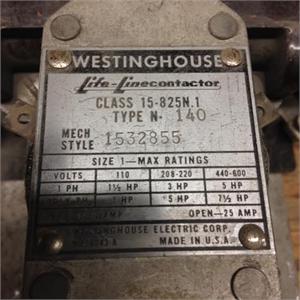 WESTINGHOUSE
Life-Linecontactor
CLASS 15-825N.1
TYPE N- 140
MECH STYLE 1532855
SIZE 1—MAX RATINGS
VOLTS 110 208-220 440-600
1 PH 1½ HP 3 HP 5 HP
PH HP 5 HP 7½ HP
AMP OPEN—25 AMP
WESTINGHOUSE ELECTRIC CORP.
MADE IN U.S.A.